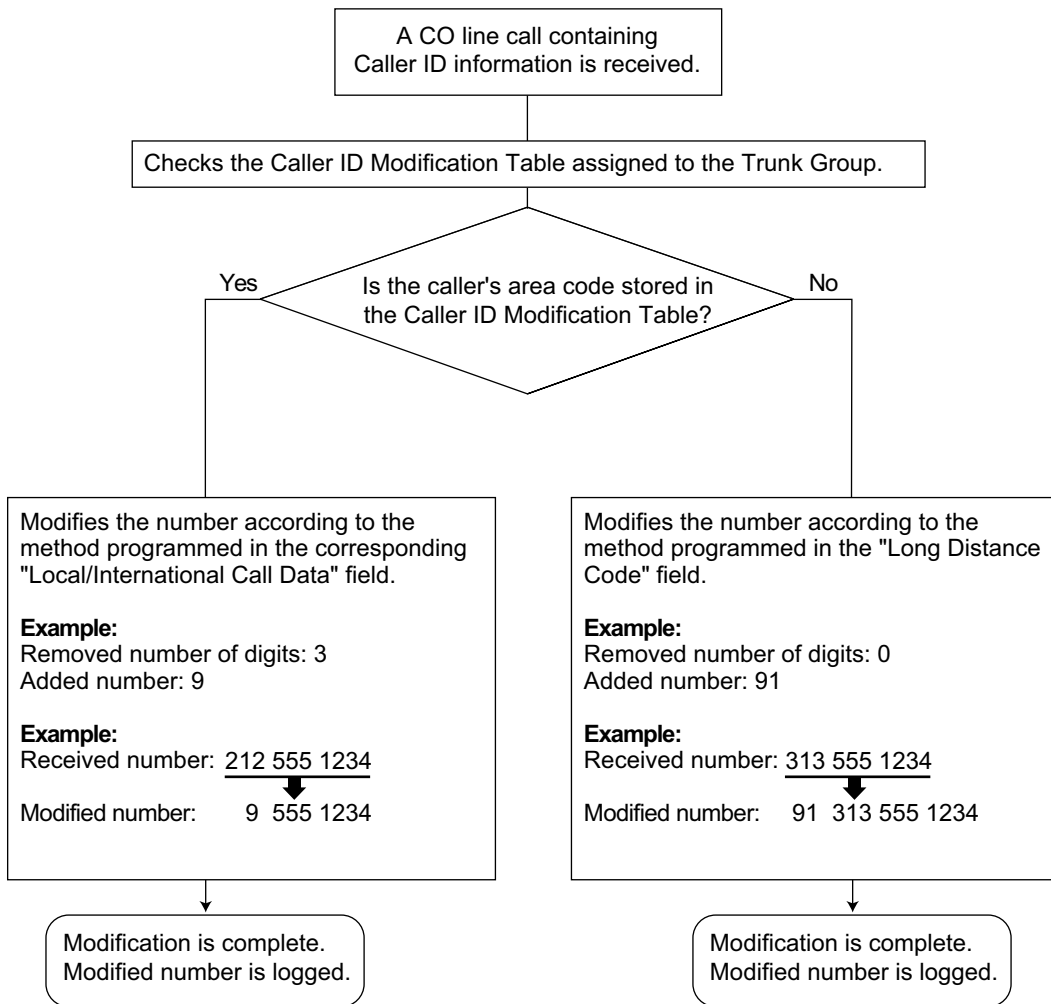 A CO line call containing
Caller ID information is received.
Checks the Caller ID Modification Table assigned to the Trunk Group.
Is the caller's area code stored in
the Caller ID Modification Table?
Yes
No
Modifies the number according to the
method programmed in the corresponding
"Local/International Call Data" field.
Example:
Removed number of digits: 3
Added number: 9
Example:
Received number: 212 555 1234
Modified number: 9 555 1234
Modifies the number according to the
method programmed in the "Long Distance
Code" field.
Example:
Removed number of digits: 0
Added number: 91
Example:
Received number: 313 555 1234
Modified number: 91 313 555 1234
Modification is complete.
Modified number is logged.
Modification is complete.
Modified number is logged.